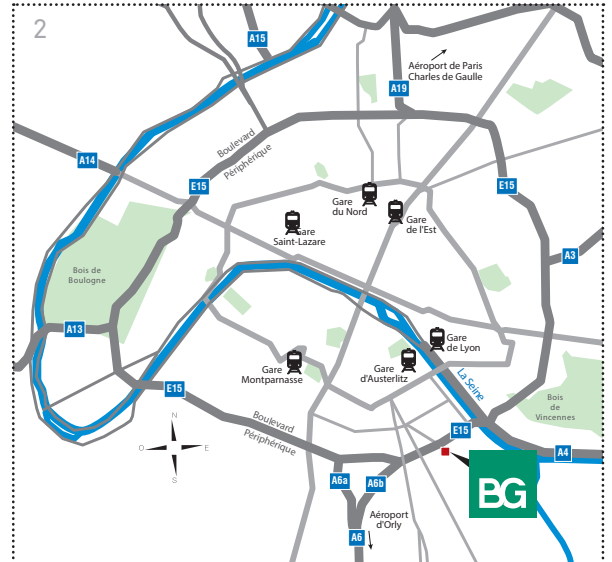 2
A15
Aéroport de Paris
Charles de Gaulle
A19
Boulevard
Périphérique
A14
E15
E15
Gare
du Nord
Gare
de l'Est
Gare
Saint-Lazare
A3
Bois de
Boulogne
A13
Gare
de Lyon
Gare
Montparnasse
Gare
d'Austerlitz
La Seine
E15
Bois
de
Vincennes
Boulevard
Périphérique
N
O
E
S
E15
A4
A6a
A6b
BG
Aéroport
d'Orly
A6